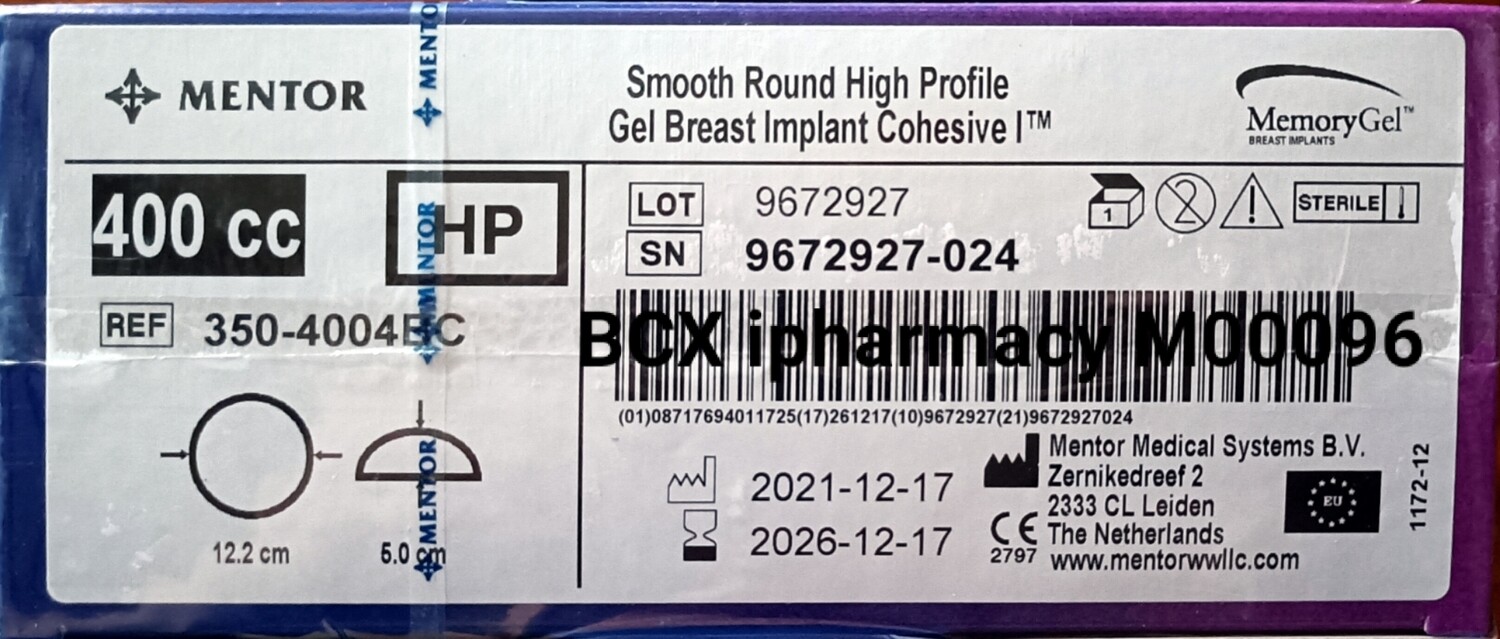 MENTOR
Smooth Round High Profile
Gel Breast Implant Cohesive I™
MemoryGel™
BREAST IMPLANTS
400 cc
HP
LOT 9672927
SN 9672927-024
STERILE
1
2
REF 350-4004BC
BCX ipharmacy M00096
(01)08717694011725(17)261217(10)9672927(21)9672927024
12.2 cm
5.0 cm
2021-12-17
2026-12-17
Mentor Medical Systems B.V.
Zernikedreef 2
2333 CL Leiden
The Netherlands
www.mentorwwllc.com
CE
2797
EU
1172-12
MENTOR
MENTOR
MENTOR